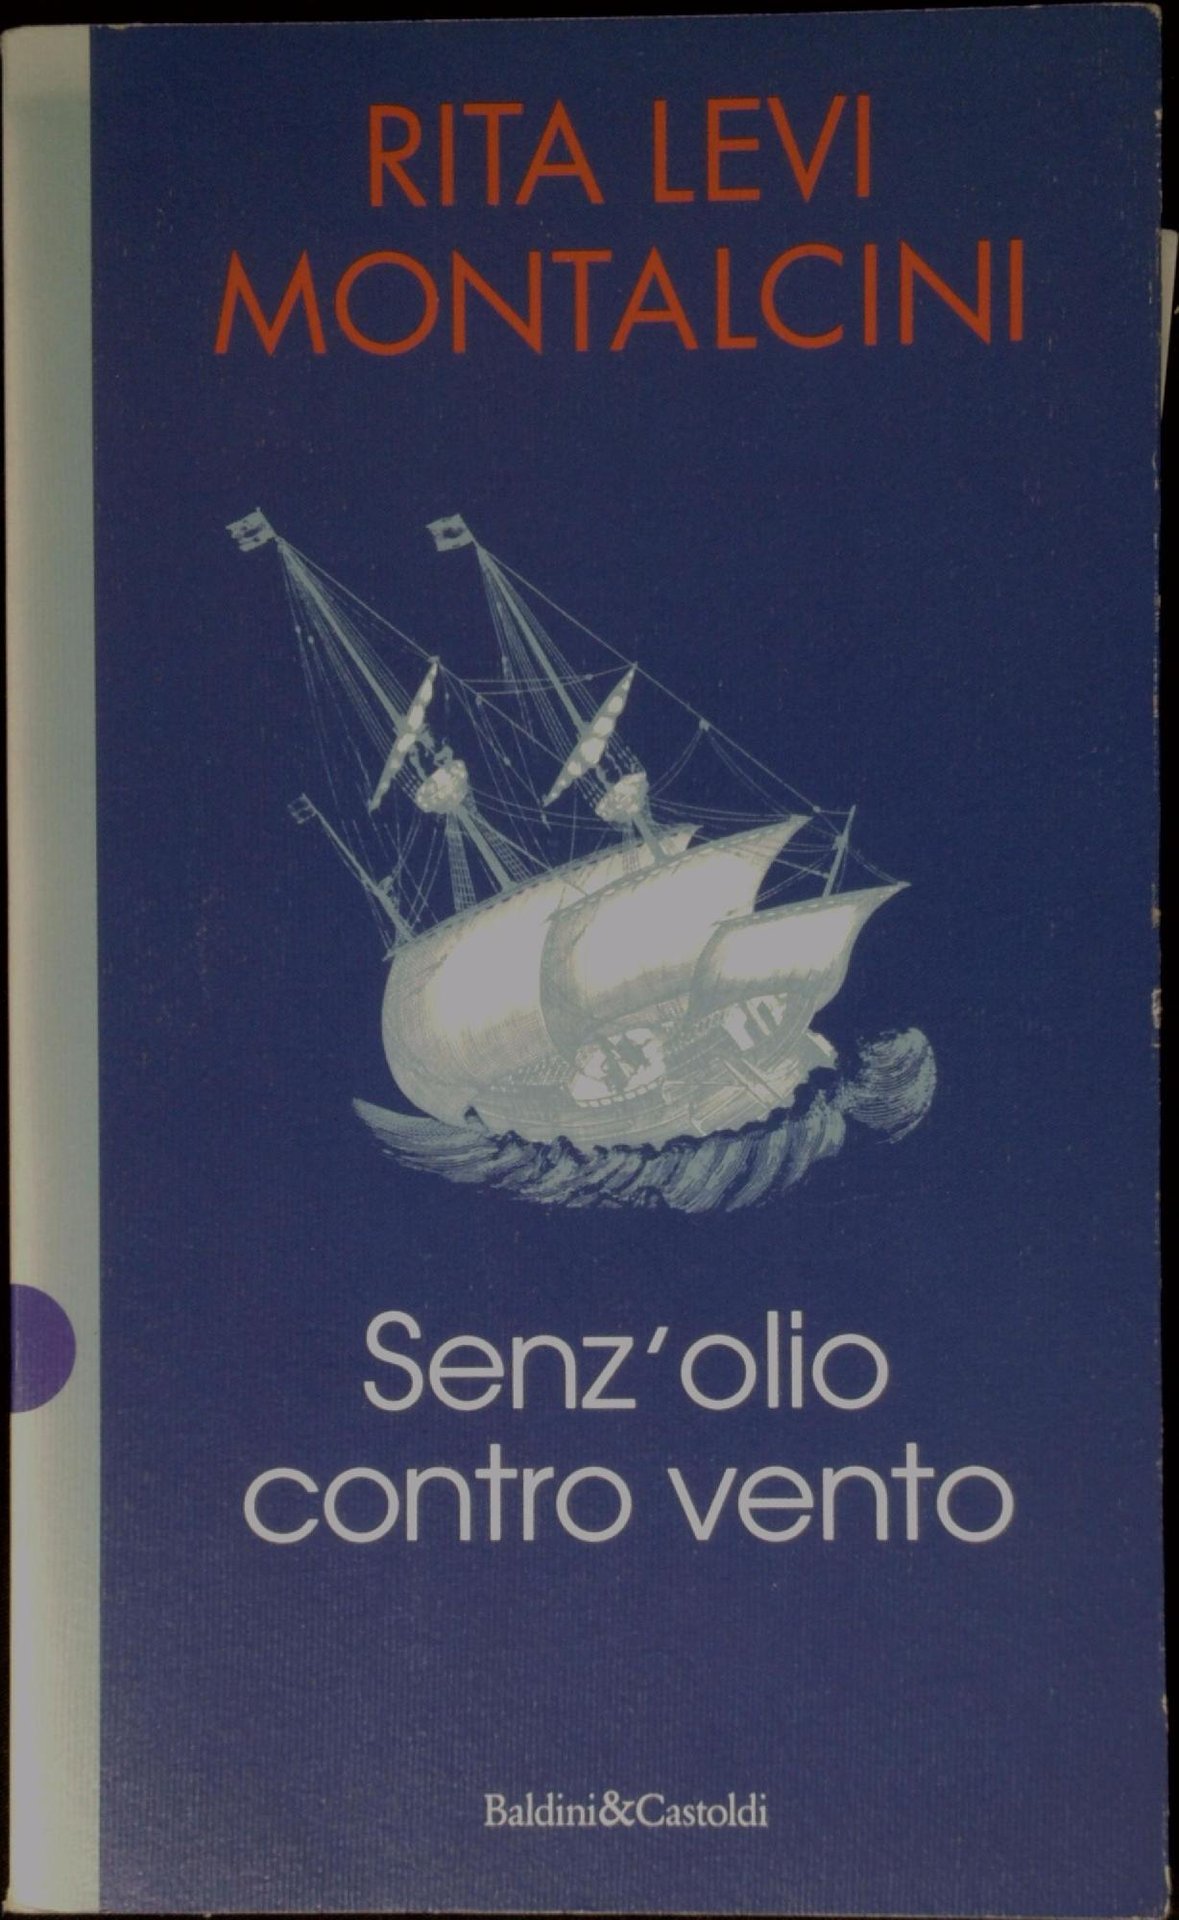 RITA LEVI
MONTALCINI
Senz'olio
contro vento
Baldini&Castoldi